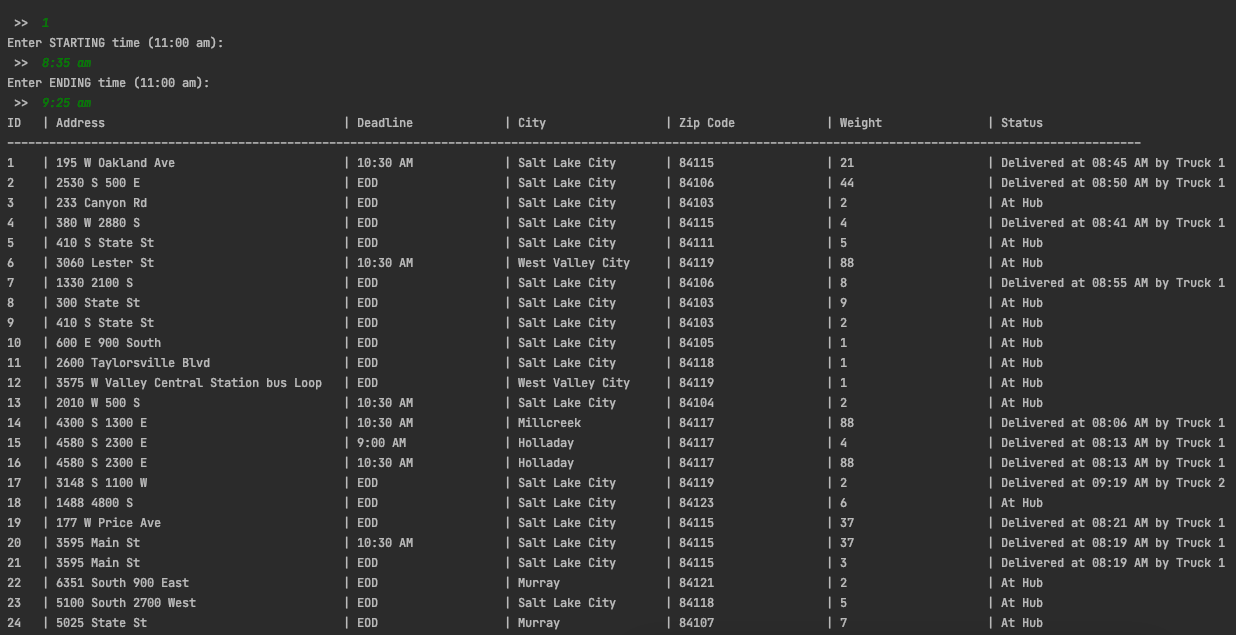 >> 1
Enter STARTING time (11:00 am):
>> 8:35 am
Enter ENDING time (11:00 am):
>> 9:25 am
ID | Address | Deadline | City | Zip Code | Weight | Status
------------------------------------------------------------------------------------------------------------------------------------------------------------------
1 | 195 W Oakland Ave | 10:30 AM | Salt Lake City | 84115 | 21 | Delivered at 08:45 AM by Truck 1
2 | 2530 S 500 E | EOD | Salt Lake City | 84106 | 44 | Delivered at 08:50 AM by Truck 1
3 | 233 Canyon Rd | EOD | Salt Lake City | 84103 | 2 | At Hub
4 | 380 W 2880 S | EOD | Salt Lake City | 84115 | 4 | Delivered at 08:41 AM by Truck 1
5 | 410 S State St | EOD | Salt Lake City | 84111 | 5 | At Hub
6 | 3060 Lester St | 10:30 AM | West Valley City | 84119 | 88 | At Hub
7 | 1330 2100 S | EOD | Salt Lake City | 84106 | 8 | Delivered at 08:55 AM by Truck 1
8 | 300 State St | EOD | Salt Lake City | 84103 | 9 | At Hub
9 | 410 S State St | EOD | Salt Lake City | 84103 | 2 | At Hub
10 | 600 E 900 South | EOD | Salt Lake City | 84105 | 1 | At Hub
11 | 2600 Taylorsville Blvd | EOD | Salt Lake City | 84118 | 1 | At Hub
12 | 3575 W Valley Central Station bus Loop | EOD | West Valley City | 84119 | 1 | At Hub
13 | 2010 W 500 S | 10:30 AM | Salt Lake City | 84104 | 2 | At Hub
14 | 4300 S 1300 E | 10:30 AM | Millcreek | 84117 | 88 | Delivered at 08:06 AM by Truck 1
15 | 4580 S 2300 E | 9:00 AM | Holladay | 84117 | 4 | Delivered at 08:13 AM by Truck 1
16 | 4580 S 2300 E | 10:30 AM | Holladay | 84117 | 88 | Delivered at 08:13 AM by Truck 1
17 | 3148 S 1100 W | EOD | Salt Lake City | 84119 | 2 | Delivered at 09:19 AM by Truck 2
18 | 1488 4800 S | EOD | Salt Lake City | 84123 | 6 | At Hub
19 | 177 W Price Ave | EOD | Salt Lake City | 84115 | 37 | Delivered at 08:21 AM by Truck 1
20 | 3595 Main St | 10:30 AM | Salt Lake City | 84115 | 37 | Delivered at 08:19 AM by Truck 1
21 | 3595 Main St | EOD | Salt Lake City | 84115 | 3 | Delivered at 08:19 AM by Truck 1
22 | 6351 South 900 East | EOD | Murray | 84121 | 2 | At Hub
23 | 5100 South 2700 West | EOD | Salt Lake City | 84118 | 5 | At Hub
24 | 5025 State St | EOD | Murray | 84107 | 7 | At Hub